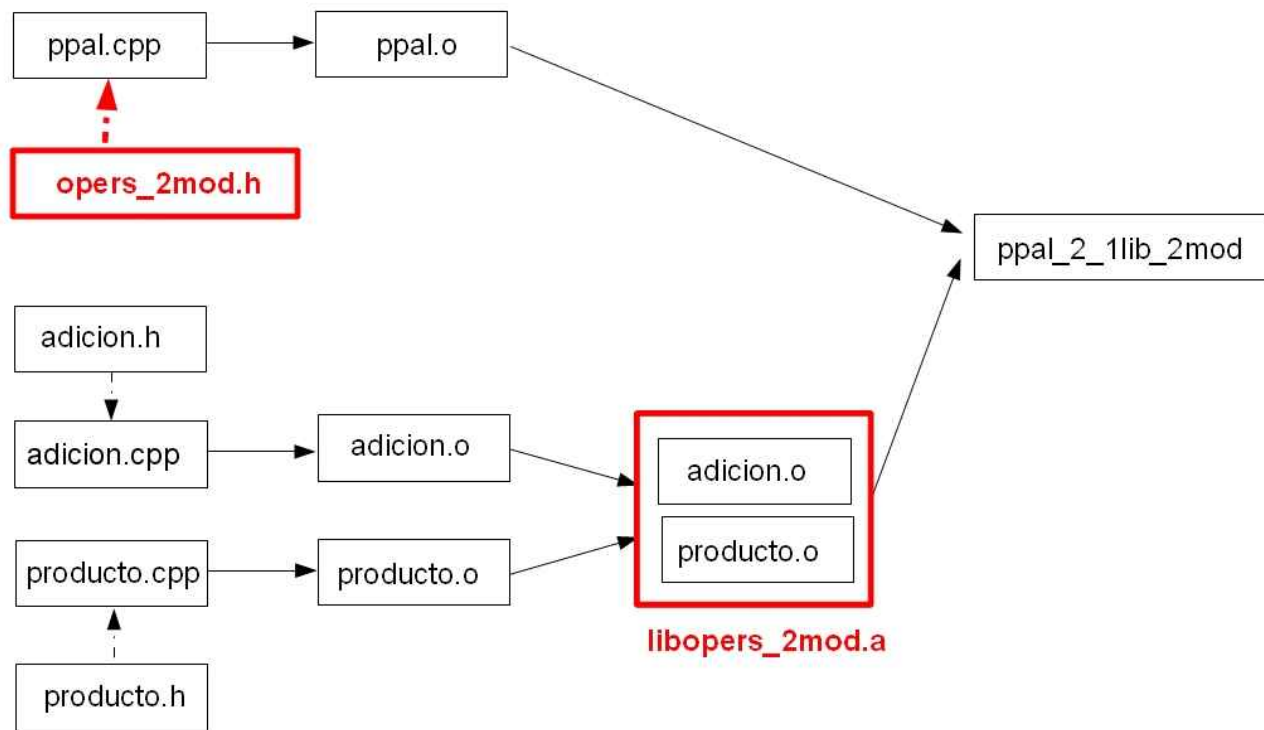 ppal.cpp
ppal.o
opers_2mod.h
ppal_2_1lib_2mod
adicion.h
adicion.cpp
adicion.o
adicion.o
producto.cpp
producto.o
producto.o
libopers_2mod.a
producto.h